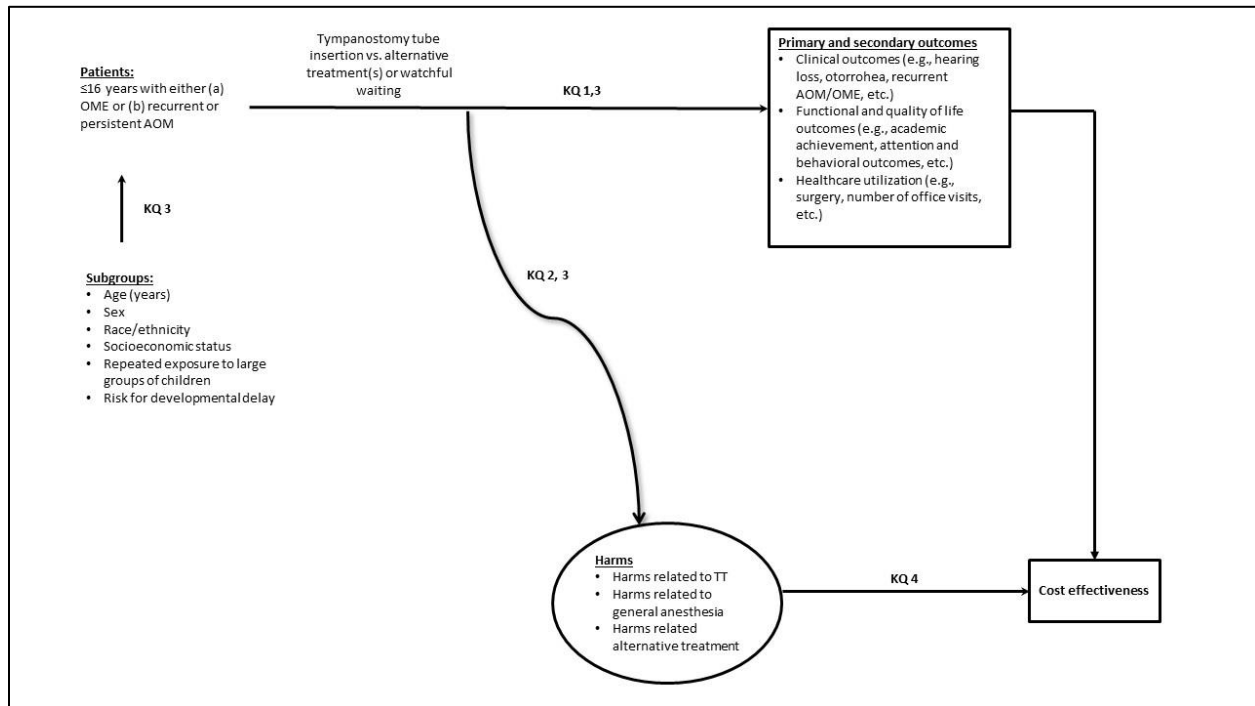 Tympanostomy tube
insertion vs. alternative
treatment(s) or watchful
waiting
Patients:
≤16 years with either (a)
OME or (b) recurrent or
persistent AOM
KQ 1,3
Primary and secondary outcomes
• Clinical outcomes (e.g., hearing
loss, otorrohea, recurrent
AOM/OME, etc.)
• Functional and quality of life
outcomes (e.g., academic
achievement, attention and
behavioral outcomes, etc.)
• Healthcare utilization (e.g.,
surgery, number of office visits,
etc.)
KQ 3
Subgroups:
• Age (years)
• Sex
• Race/ethnicity
• Socioeconomic status
• Repeated exposure to large
groups of children
• Risk for developmental delay
KQ 2, 3
Harms
• Harms related to TT
• Harms related to
general anesthesia
• Harms related
alternative treatment
KQ 4
Cost effectiveness